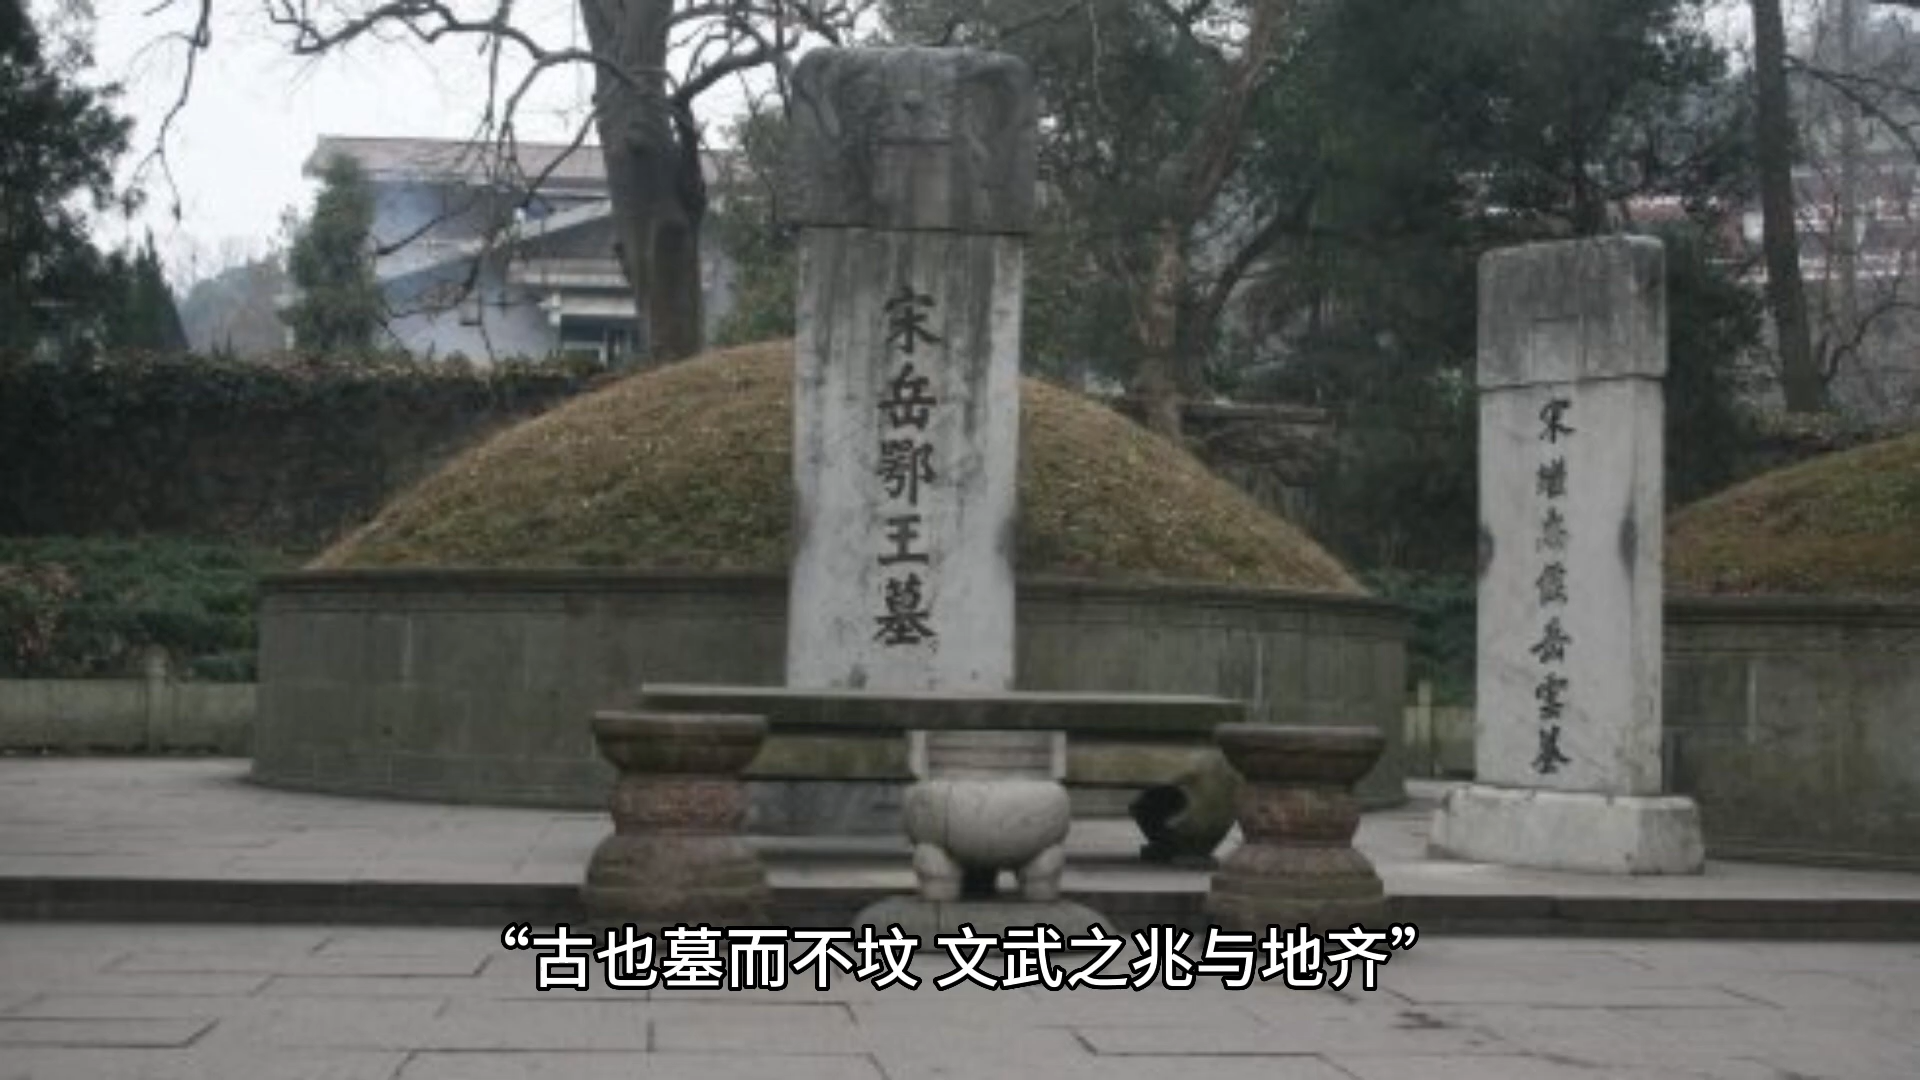 宋岳鄂王墓
宋继忠侯岳雲墓
“古也墓而不坟 文武之兆与地齐”